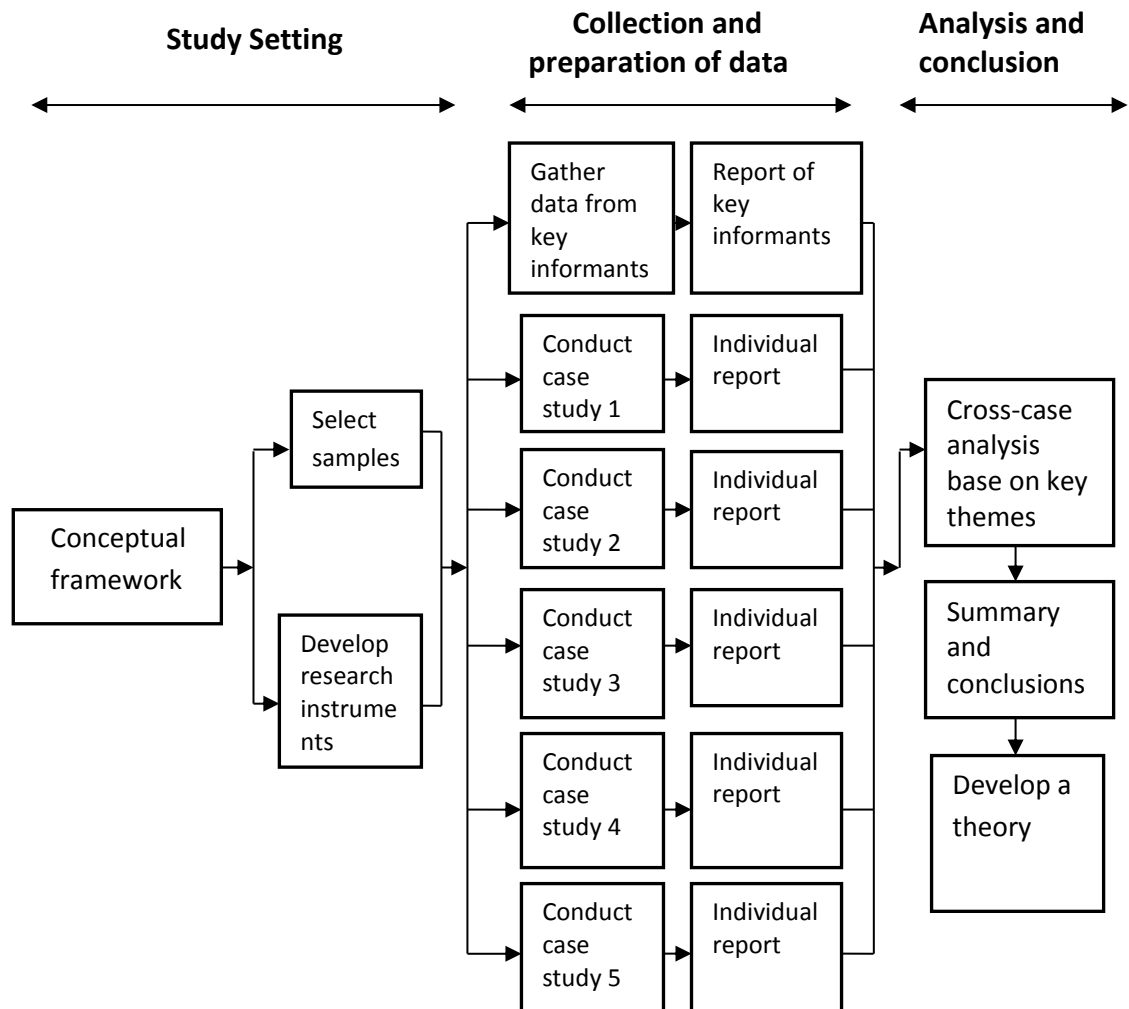 Study Setting
Collection and
preparation of data
Analysis and
conclusion
Gather
data from
key
informants
Report of
key
informants
Conduct
case
study 1
Individual
report
Select
samples
Cross-case
analysis
base on key
themes
Conduct
case
study 2
Individual
report
Conceptual
framework
Conduct
case
study 3
Individual
report
Summary
and
conclusions
Develop
research
instrume
nts
Conduct
case
study 4
Individual
report
Develop a
theory
Conduct
case
study 5
Individual
report